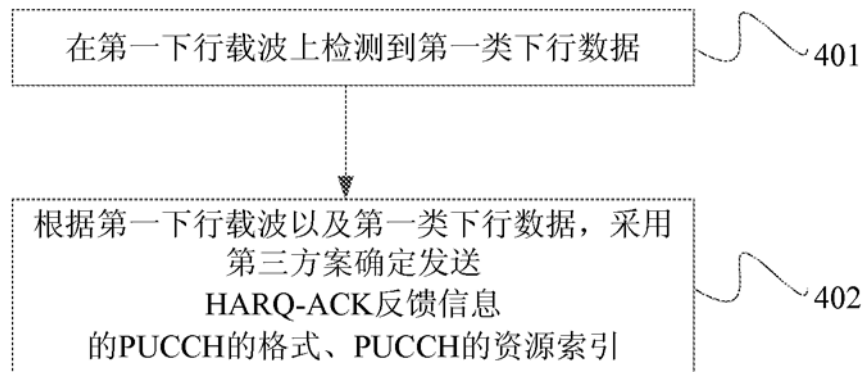 在第一下行载波上检测到第一类下行数据
401
根据第一下行载波以及第一类下行数据，采用
第三方案确定发送
HARQ-ACK反馈信息
的PUCCH的格式、PUCCH的资源索引
402